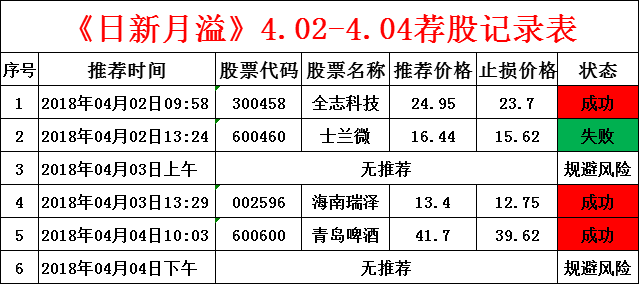 《日新月溢》4.02-4.04荐股记录表
序号 推荐时间 股票代码 股票名称 推荐价格 止损价格 状态
1 2018年04月02日09:58 300458 全志科技 24.95 23.7 成功
2 2018年04月02日13:24 600460 士兰微 16.44 15.62 失败
3 2018年04月03日上午 无推荐 规避风险
4 2018年04月03日13:29 002596 海南瑞泽 13.4 12.75 成功
5 2018年04月04日10:03 600600 青岛啤酒 41.7 39.62 成功
6 2018年04月04日下午 无推荐 规避风险